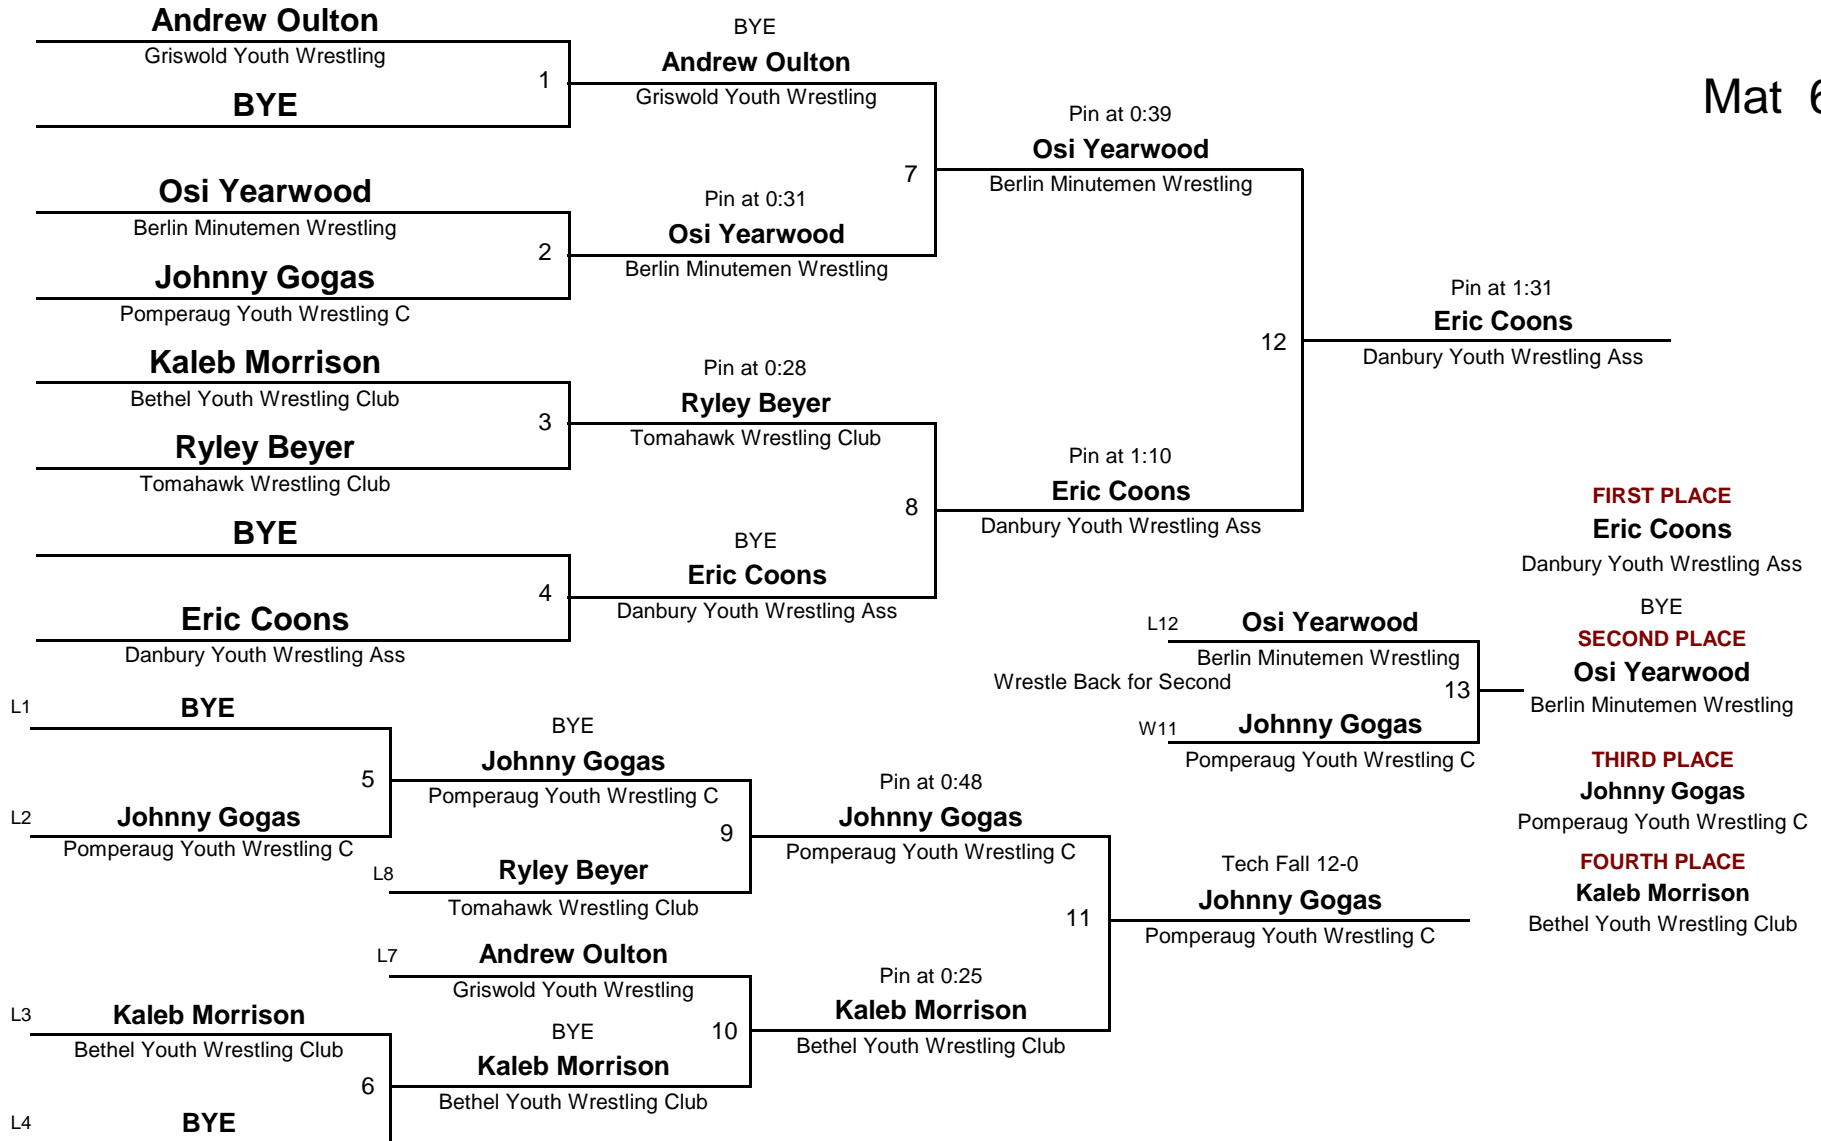 Andrew Oulton
Griswold Youth Wrestling
1
BYE
BYE
Andrew Oulton
Griswold Youth Wrestling
Mat 6
Pin at 0:39
Osi Yearwood
Berlin Minutemen Wrestling
7
Osi Yearwood
Berlin Minutemen Wrestling
2
Johnny Gogas
Pomperaug Youth Wrestling C
Pin at 0:31
Osi Yearwood
Berlin Minutemen Wrestling
Pin at 1:31
Eric Coons
Danbury Youth Wrestling Ass
12
Kaleb Morrison
Bethel Youth Wrestling Club
3
Ryley Beyer
Tomahawk Wrestling Club
Pin at 0:28
Ryley Beyer
Tomahawk Wrestling Club
Pin at 1:10
Eric Coons
Danbury Youth Wrestling Ass
8
BYE
4
Eric Coons
Danbury Youth Wrestling Ass
BYE
Eric Coons
Danbury Youth Wrestling Ass
FIRST PLACE
Eric Coons
Danbury Youth Wrestling Ass
L12
Osi Yearwood
Berlin Minutemen Wrestling
Wrestle Back for Second
13
W11
Johnny Gogas
Pomperaug Youth Wrestling C
BYE
SECOND PLACE
Osi Yearwood
Berlin Minutemen Wrestling
THIRD PLACE
Johnny Gogas
Pomperaug Youth Wrestling C
FOURTH PLACE
Kaleb Morrison
Bethel Youth Wrestling Club
L1
BYE
5
L2
Johnny Gogas
Pomperaug Youth Wrestling C
BYE
Johnny Gogas
Pomperaug Youth Wrestling C
9
L8
Ryley Beyer
Tomahawk Wrestling Club
Pin at 0:48
Johnny Gogas
Pomperaug Youth Wrestling C
11
Tech Fall 12-0
Johnny Gogas
Pomperaug Youth Wrestling C
L7
Andrew Oulton
Griswold Youth Wrestling
10
BYE
Kaleb Morrison
Bethel Youth Wrestling Club
Pin at 0:25
Kaleb Morrison
Bethel Youth Wrestling Club
L3
Kaleb Morrison
Bethel Youth Wrestling Club
6
L4
BYE